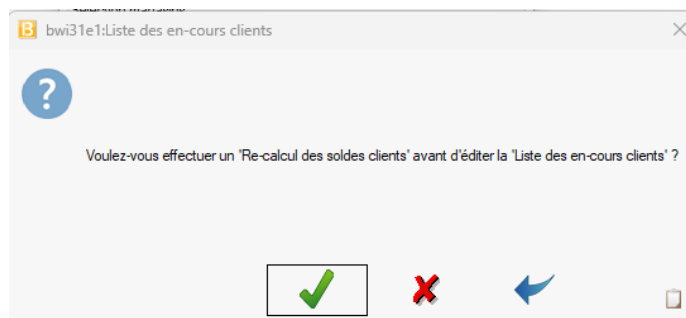 B bwi31e1:Liste des en-cours clients
?
Voulez-vous effectuer un 'Re-calcul des soldes clients' avant d'éditer la 'Liste des en-cours clients' ?